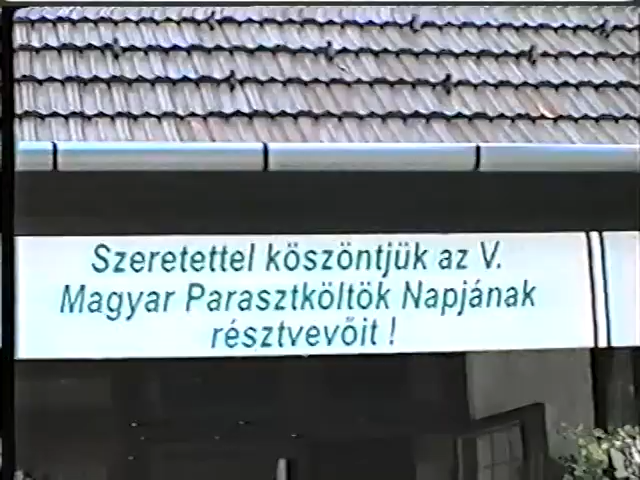 Szeretettel köszöntjük az V.
Magyar Parasztköltök Napjának
résztvevőit !